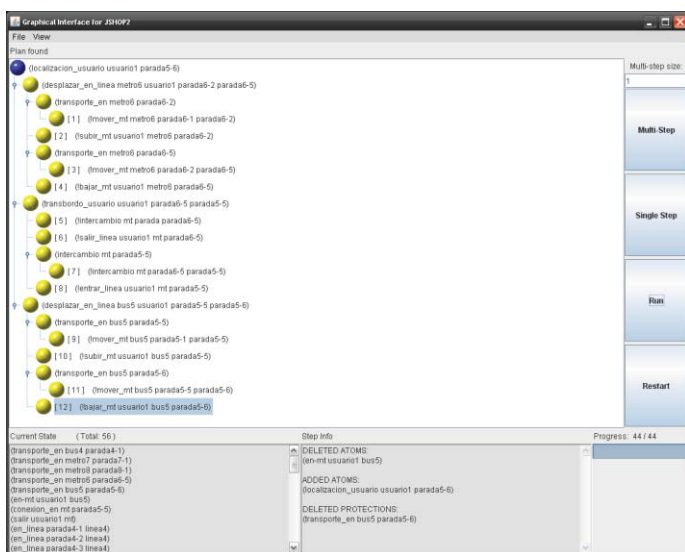 Graphical Interface for JSHOP2
File View
Plan found
(localizacion_usuario usuario1 parada5-6)
(desplazar_en_linea metro6 usuario1 parada6-2 parada6-5)
(transporte_en metro6 parada6-2)
[1] (!mover_mt metro6 parada6-1 parada6-2)
[2] (!subir_mt usuario1 metro6 parada6-2)
(transporte_en metro6 parada6-5)
[3] (!mover_mt metro6 parada6-2 parada6-5)
[4] (!bajar_mt usuario1 metro6 parada6-5)
(transbordo_usuario usuario1 parada6-5 parada5-5)
[5] (!intercambio mt parada parada6-5)
[6] (!salir_linea usuario1 mt parada6-5)
(intercambio mt parada5-5)
[7] (!intercambio mt parada6-5 parada5-5)
[8] (!entrar_linea usuario1 mt parada5-5)
(desplazar_en_linea bus5 usuario1 parada5-5 parada5-6)
(transporte_en bus5 parada5-5)
[9] (!mover_mt bus5 parada5-1 parada5-5)
[10] (!subir_mt usuario1 bus5 parada5-5)
(transporte_en bus5 parada5-6)
[11] (!mover_mt bus5 parada5-5 parada5-6)
[12] (!bajar_mt usuario1 bus5 parada5-6)
Multi-step size:
1
Multi-Step
Single Step
Run
Restart
Current State (Total: 56)
(transporte_en bus4 parada4-1)
(transporte_en metro7 parada7-1)
(transporte_en metro8 parada8-1)
(transporte_en metro6 parada6-5)
(transporte_en bus5 parada5-6)
(en-mt usuario1 bus5)
(conexion_en mt parada5-5)
(salir usuario1 mt)
(en_linea parada4-1 linea4)
(en_linea parada4-2 linea4)
(en_linea parada4-3 linea4)
Step Info
DELETED ATOMS:
(en-mt usuario1 bus5)
ADDED ATOMS:
(localizacion_usuario usuario1 parada5-6)
DELETED PROTECTIONS:
(transporte_en bus5 parada5-6)
Progress: 44 / 44